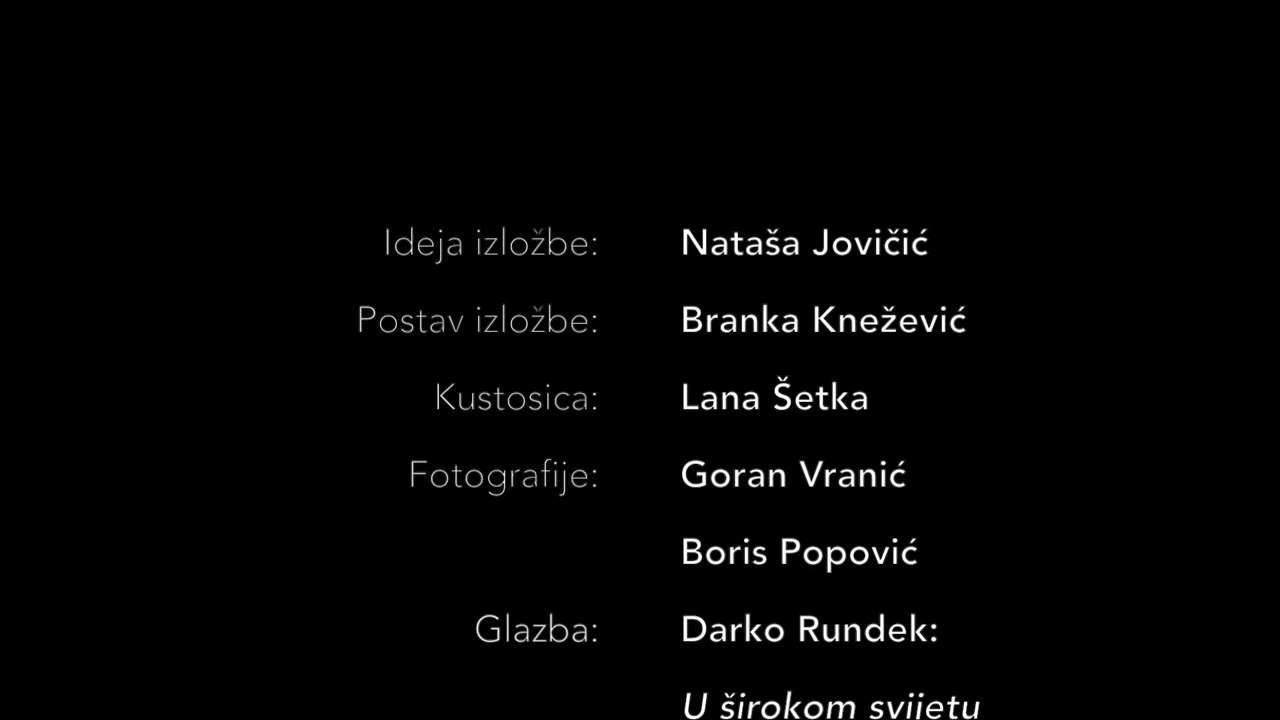 Ideja izložbe: Nataša Jovičić
Postav izložbe: Branka Knežević
Kustosica: Lana Šetka
Fotografije: Goran Vranić
Boris Popović
Glazba: Darko Rundek:
U širokom svijetu